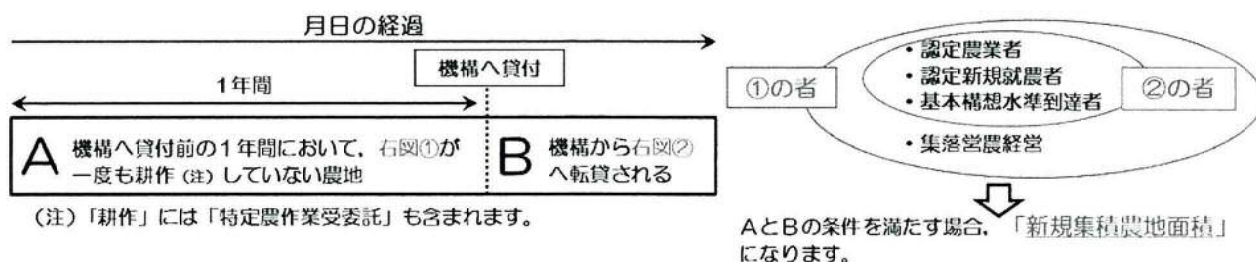 月日の経過
機構へ貸付
1年間
A 機構へ貸付前の1年間において、右図①が
一度も耕作(注)していない農地
B 機構から右図②
へ転貸される
(注)「耕作」には「特定農作業受委託」も含まれます。
・認定農業者
・認定新規就農者
・基本構想水準到達者
①の者
②の者
・集落営農経営
AとBの条件を満たす場合、「新規集積農地面積」
になります。